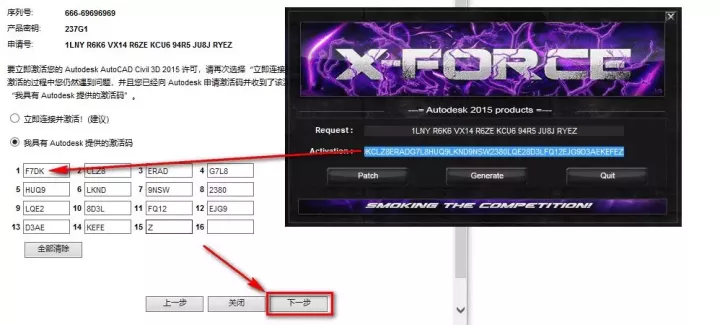 序列号: 666-69696969
产品密钥: 237G1
申请号: 1LNY R6K6 VX14 R6ZE KCU6 94R5 JU8J RYEZ
要立即激活您的 Autodesk AutoCAD Civil 3D 2015 许可，请再次选择“立即连接
激活的过程中您仍然遇到问题，并且您已经向 Autodesk 申请激活码并收到了该
“我具有 Autodesk 提供的激活码”。
立即连接并激活！(建议)
我具有 Autodesk 提供的激活码
1 F7DK 2 CLZ8 3 ERAD 4 G7L8
5 HUQ9 6 LKND 7 9NSW 8 2380
9 LQE2 10 8D3L 11 FQ12 12 EJG9
13 D3AE 14 KEFE 15 Z 16
全部清除
上一步 关闭 下一步
X-FORCE
---= Autodesk 2015 products =---
Request : 1LNY R6K6 VX14 R6ZE KCU6 94R5 JU8J RYEZ
Activation : KCLZ8ERADG7L8HUQ9LKND9NSW2380LQE28D3LFQ12EJG9D3AEKEFEZ
Patch Generate Quit
SMOKING THE COMPETITION!